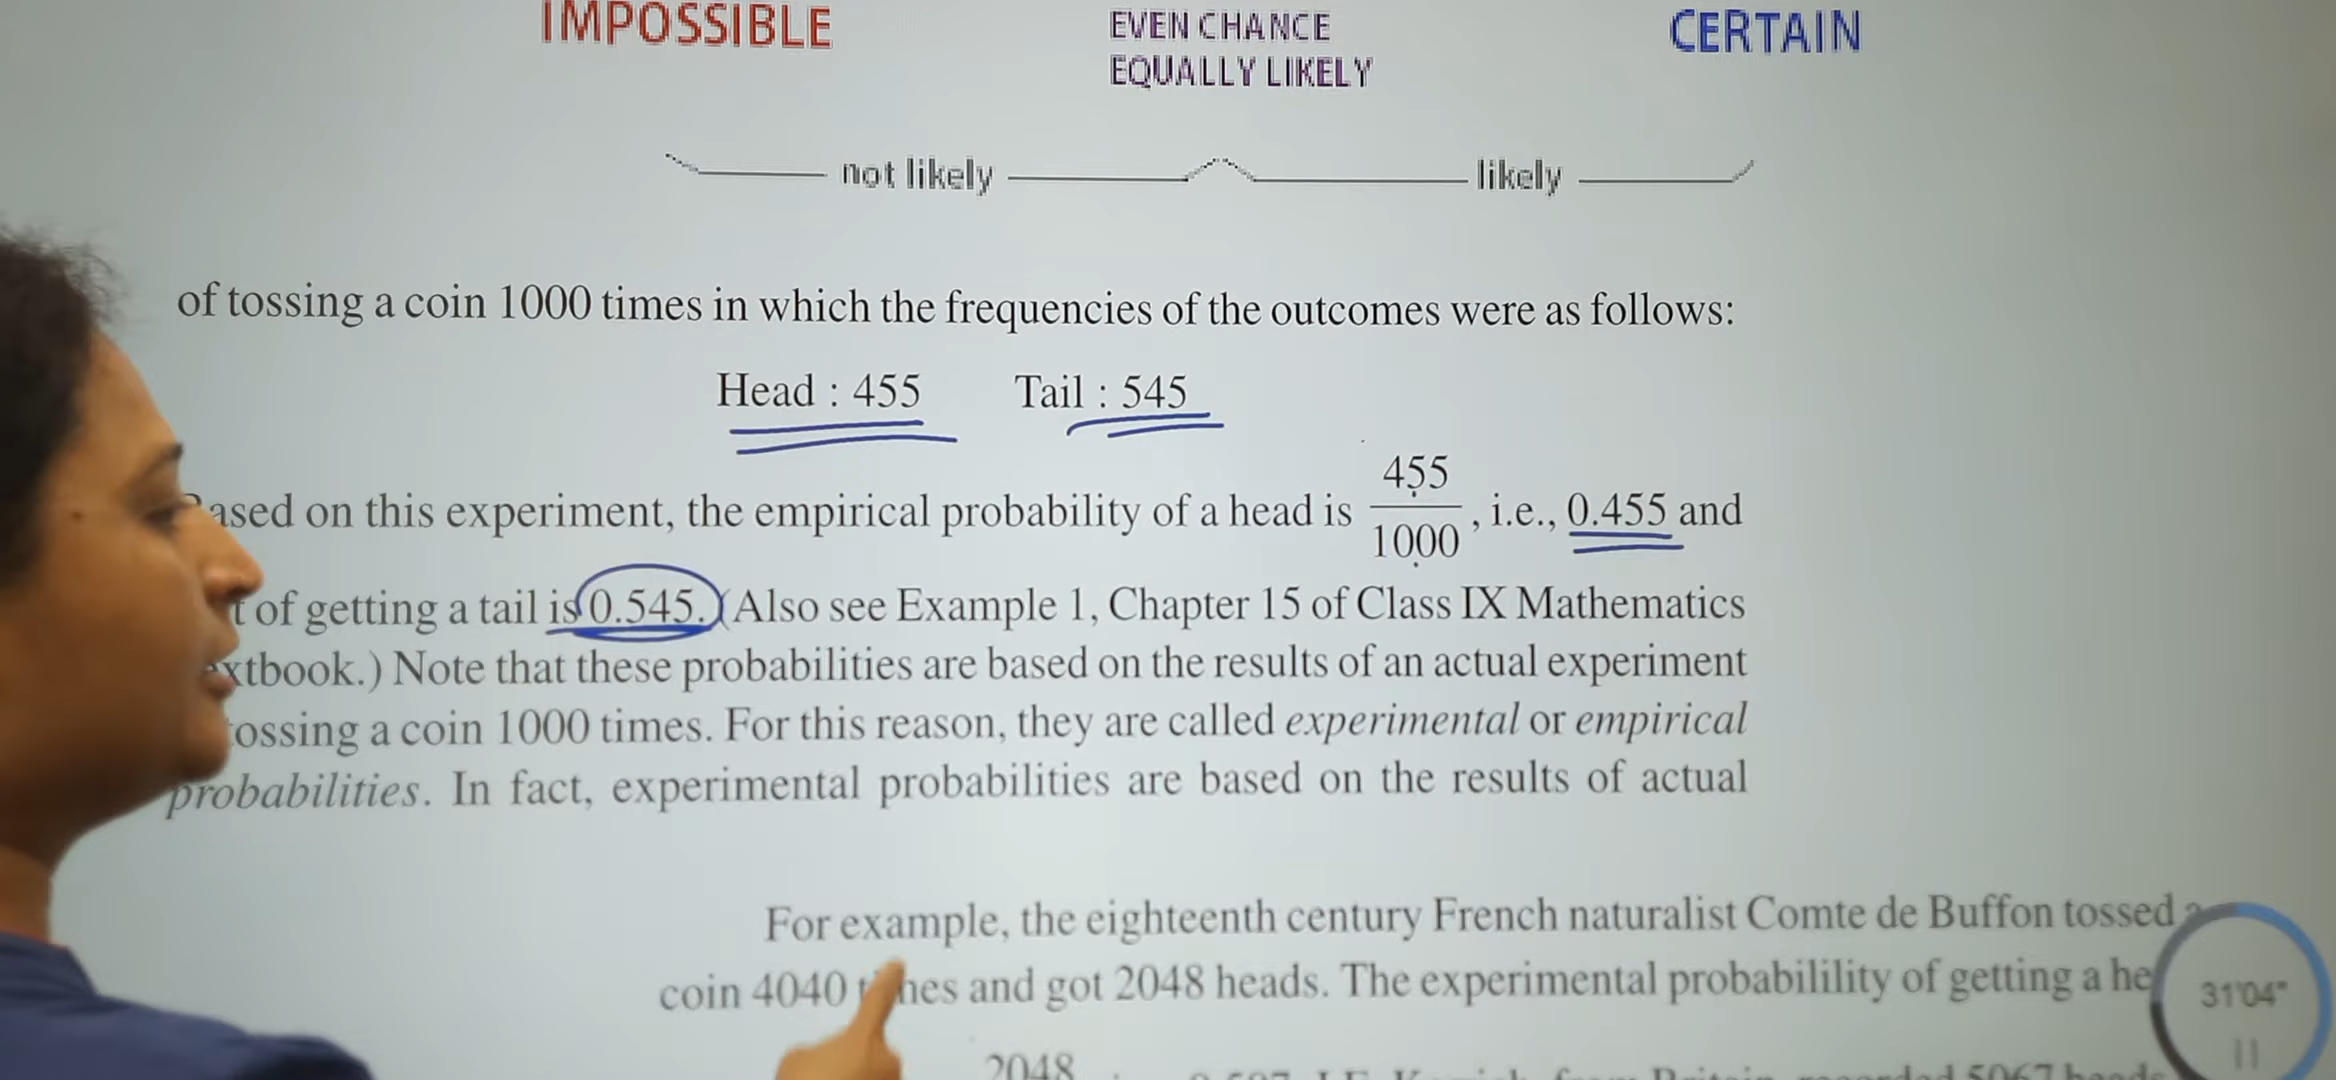 IMPOSSIBLE EVEN CHANCE CERTAIN
EQUALLY LIKELY
not likely likely
of tossing a coin 1000 times in which the frequencies of the outcomes were as follows:
Head : 455 Tail : 545
ased on this experiment, the empirical probability of a head is 455/1000, i.e., 0.455 and
t of getting a tail is 0.545. (Also see Example 1, Chapter 15 of Class IX Mathematics
xtbook.) Note that these probabilities are based on the results of an actual experiment
ossing a coin 1000 times. For this reason, they are called experimental or empirical
probabilities. In fact, experimental probabilities are based on the results of actual
For example, the eighteenth century French naturalist Comte de Buffon tossed a
coin 4040 and got 2048 heads. The experimental probabilility of getting a he
31'04"
2048 from Britain, recorded 5067 heads